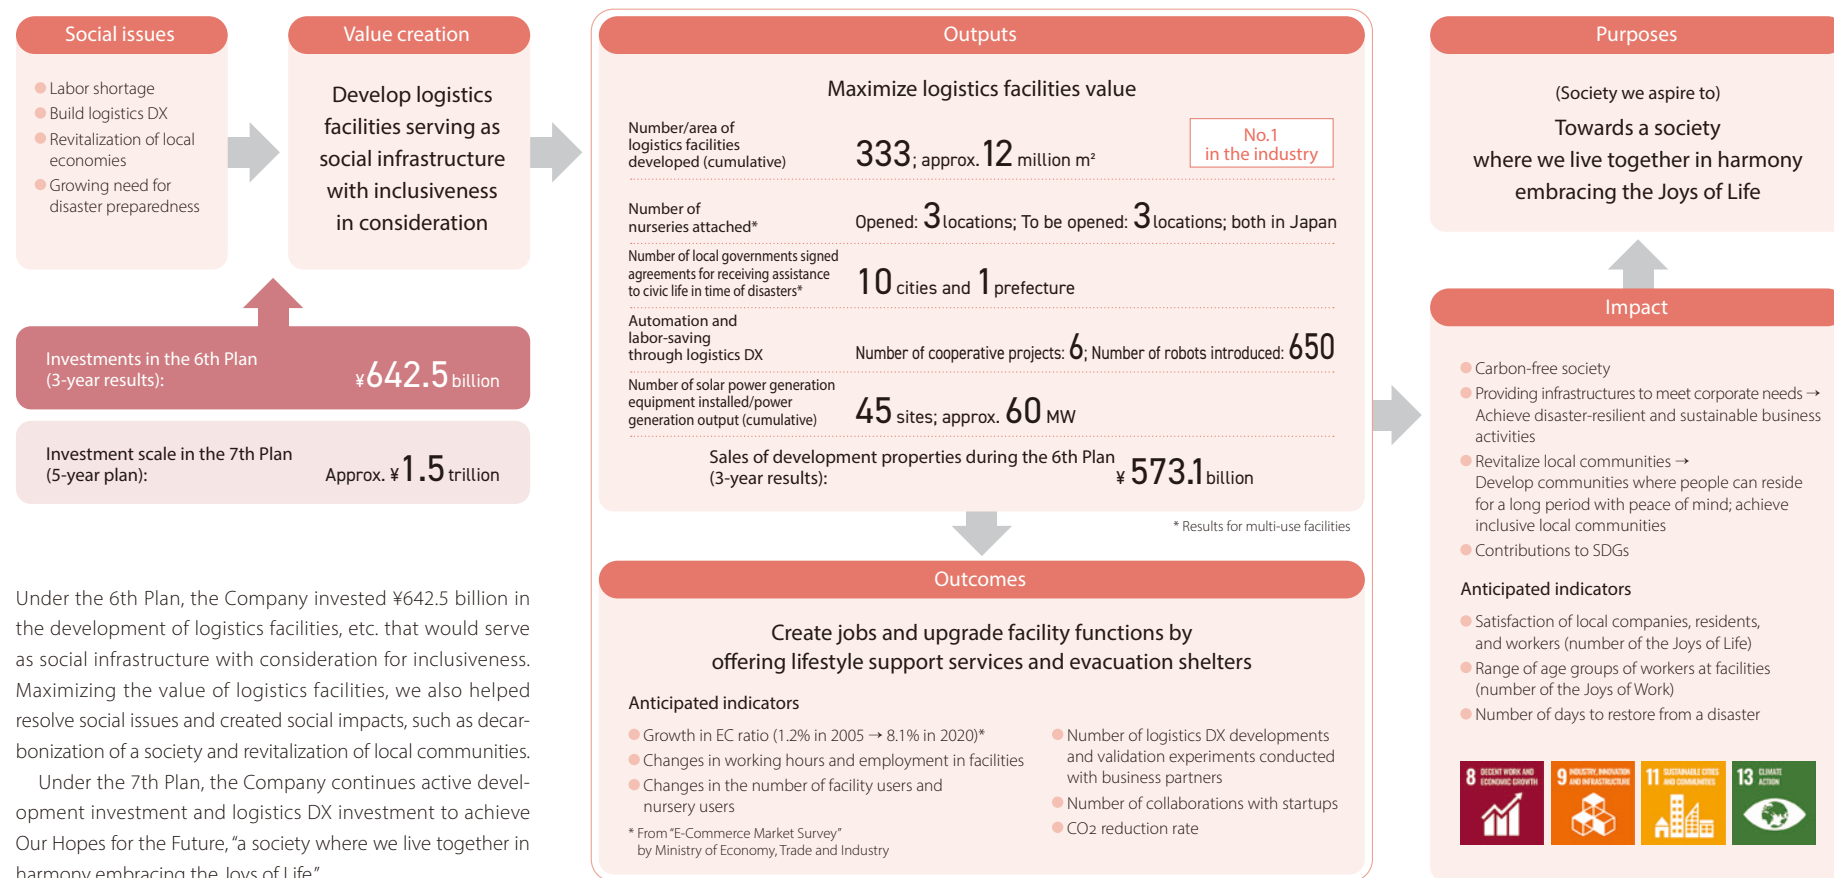 Social issues
Labor shortage
Build logistics DX
Revitalization of local
economies
Growing need for
disaster preparedness
Value creation
Develop logistics
facilities serving as
social infrastructure
with inclusiveness
in consideration
Investments in the 6th Plan
(3-year results):
¥642.5 billion
Investment scale in the 7th Plan
(5-year plan):
Approx. ¥1.5 trillion
Under the 6th Plan, the Company invested ¥642.5 billion in
the development of logistics facilities, etc. that would serve
as social infrastructure with consideration for inclusiveness.
Maximizing the value of logistics facilities, we also helped
resolve social issues and created social impacts, such as decar-
bonization of a society and revitalization of local communities.
Under the 7th Plan, the Company continues active devel-
opment investment and logistics DX investment to achieve
Our Hopes for the Future, “a society where we live together in
harmony embracing the Joys of Life.”
Outputs
Maximize logistics facilities value
Number/area of
logistics facilities
developed (cumulative)
333; approx. 12 million m²
No.1
in the industry
Number of
nurseries attached*
Opened: 3 locations; To be opened: 3 locations; both in Japan
Number of local governments signed
agreements for receiving assistance
to civic life in time of disasters*
10 cities and 1 prefecture
Automation and
labor-saving
through logistics DX
Number of cooperative projects: 6; Number of robots introduced: 650
Number of solar power generation
equipment installed/power
generation output (cumulative)
45 sites; approx. 60 MW
Sales of development properties during the 6th Plan
(3-year results):
¥ 573.1 billion
* Results for multi-use facilities
Outcomes
Create jobs and upgrade facility functions by
offering lifestyle support services and evacuation shelters
Anticipated indicators
Growth in EC ratio (1.2% in 2005 → 8.1% in 2020)*
Changes in working hours and employment in facilities
Changes in the number of facility users and
nursery users
* From “E-Commerce Market Survey”
by Ministry of Economy, Trade and Industry
Number of logistics DX developments
and validation experiments conducted
with business partners
Number of collaborations with startups
CO2 reduction rate
Purposes
(Society we aspire to)
Towards a society
where we live together in harmony
embracing the Joys of Life
Impact
Carbon-free society
Providing infrastructures to meet corporate needs →
Achieve disaster-resilient and sustainable business
activities
Revitalize local communities →
Develop communities where people can reside
for a long period with peace of mind; achieve
inclusive local communities
Contributions to SDGs
Anticipated indicators
Satisfaction of local companies, residents,
and workers (number of the Joys of Life)
Range of age groups of workers at facilities
(number of the Joys of Work)
Number of days to restore from a disaster
8 DECENT WORK AND
ECONOMIC GROWTH
9 INDUSTRY, INNOVATION
AND INFRASTRUCTURE
11 SUSTAINABLE CITIES
AND COMMUNITIES
13 CLIMATE
ACTION